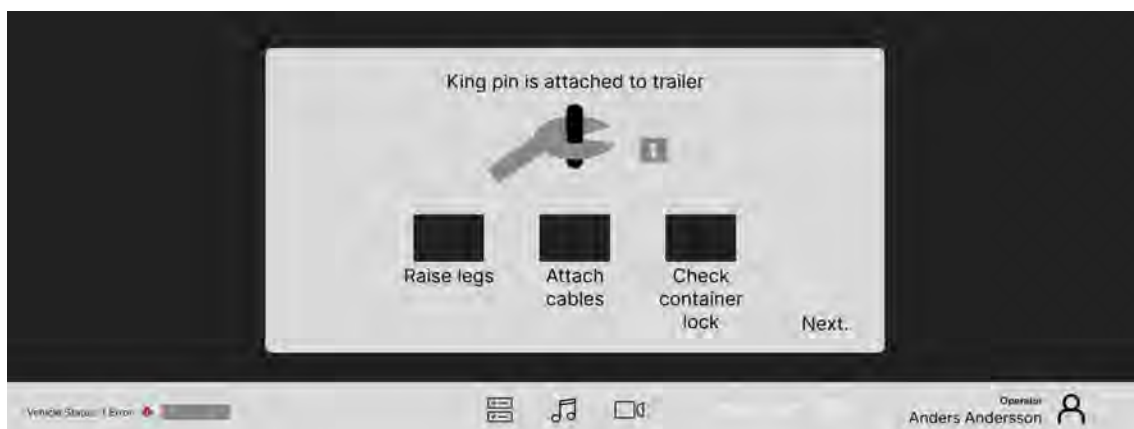 King pin is attached to trailer
Raise legs
Attach
cables
Check
container
lock
Next.
Vehicle Status: 1 Error
Operator
Anders Andersson